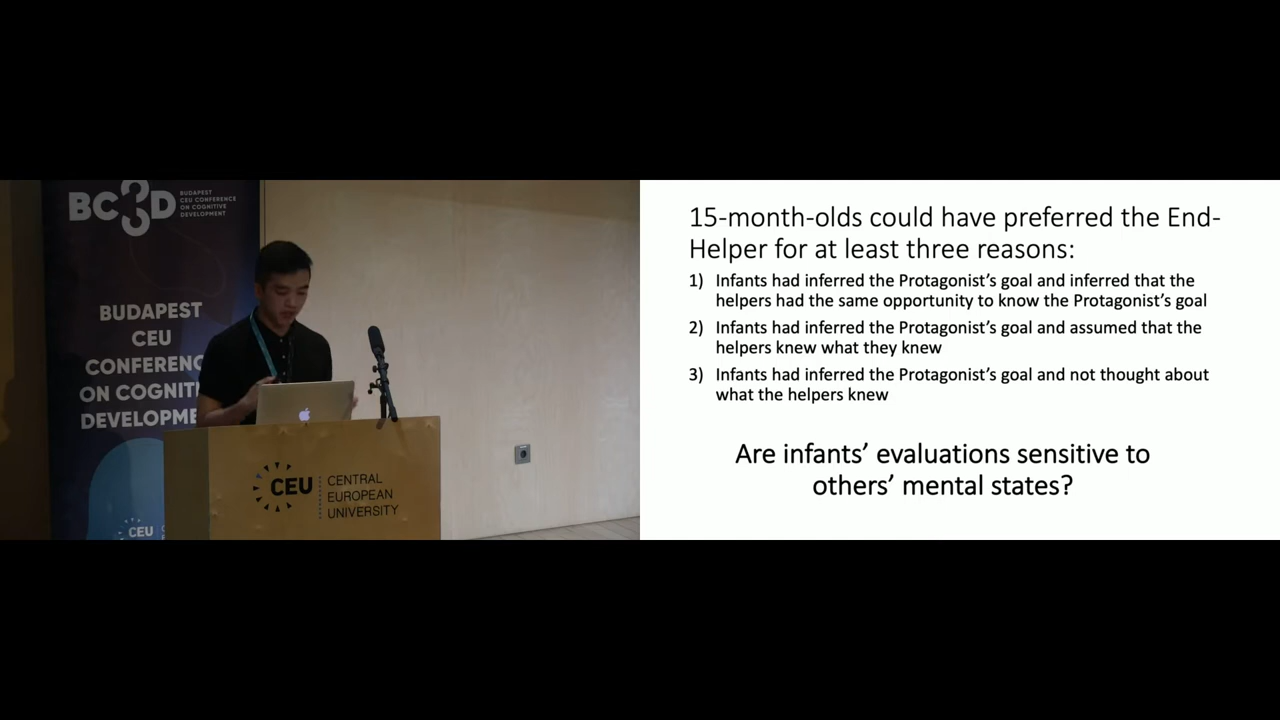 BC3D
BUDAPEST
CEU CONFERENCE
ON COGNITIVE
DEVELOPMENT
BUDAPEST
CEU
CONFERENC
ON COGNIT
DEVELOPME
CEU
CEU
CENTRAL
EUROPEAN
UNIVERSITY
15-month-olds could have preferred the End-
Helper for at least three reasons:
1) Infants had inferred the Protagonist's goal and inferred that the
helpers had the same opportunity to know the Protagonist's goal
2) Infants had inferred the Protagonist's goal and assumed that the
helpers knew what they knew
3) Infants had inferred the Protagonist's goal and not thought about
what the helpers knew
Are infants' evaluations sensitive to
others' mental states?